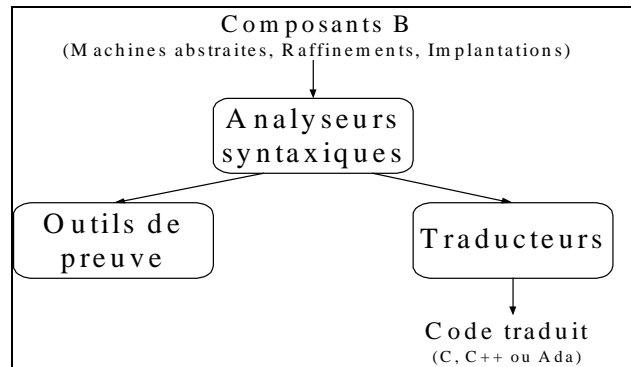 Composants B
(Machines abstraites, Raffinements, Implantations)
Analyseurs
syntaxiques
Outils de
preuve
Traducteurs
Code traduit
(C, C++ ou Ada)